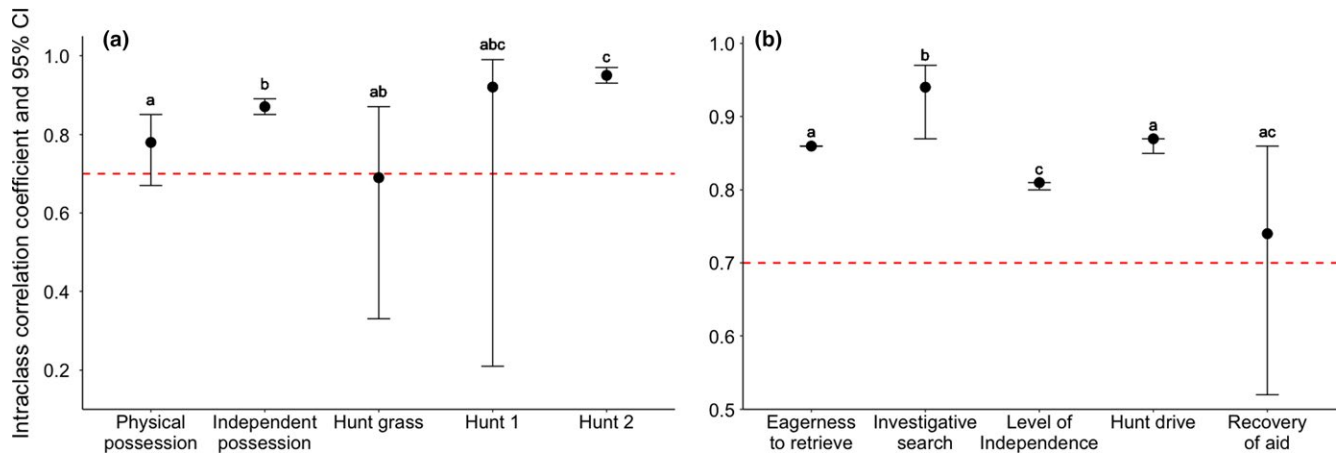 Intraclass correlation coefficient and 95% CI
(a)
1.0
0.8
0.6
0.4
0.2
a
b
ab
abc
c
Physical
possession
Independent
possession
Hunt grass
Hunt 1
Hunt 2
(b)
1.0
0.9
0.8
0.7
0.6
0.5
a
b
c
a
ac
Eagerness
to retrieve
Investigative
search
Level of
Independence
Hunt drive
Recovery
of aid